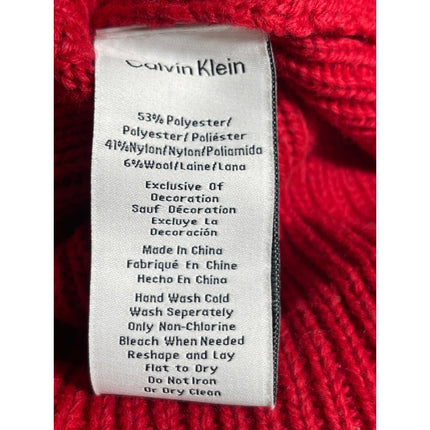 Calvin Klein
53% Polyester/
Polyester/Poliéster
41%Nylon/Nylon/Poliamida
6%Wool/Laine/Lana
Exclusive Of
Decoration
Sauf Décoration
Excluye La
Decoración
Made In China
Fabriqué En Chine
Hecho En China
Hand Wash Cold
Wash Seperately
Only Non-Chlorine
Bleach When Needed
Reshape and Lay
Flat to Dry
Do Not Iron
Or Dry Clean